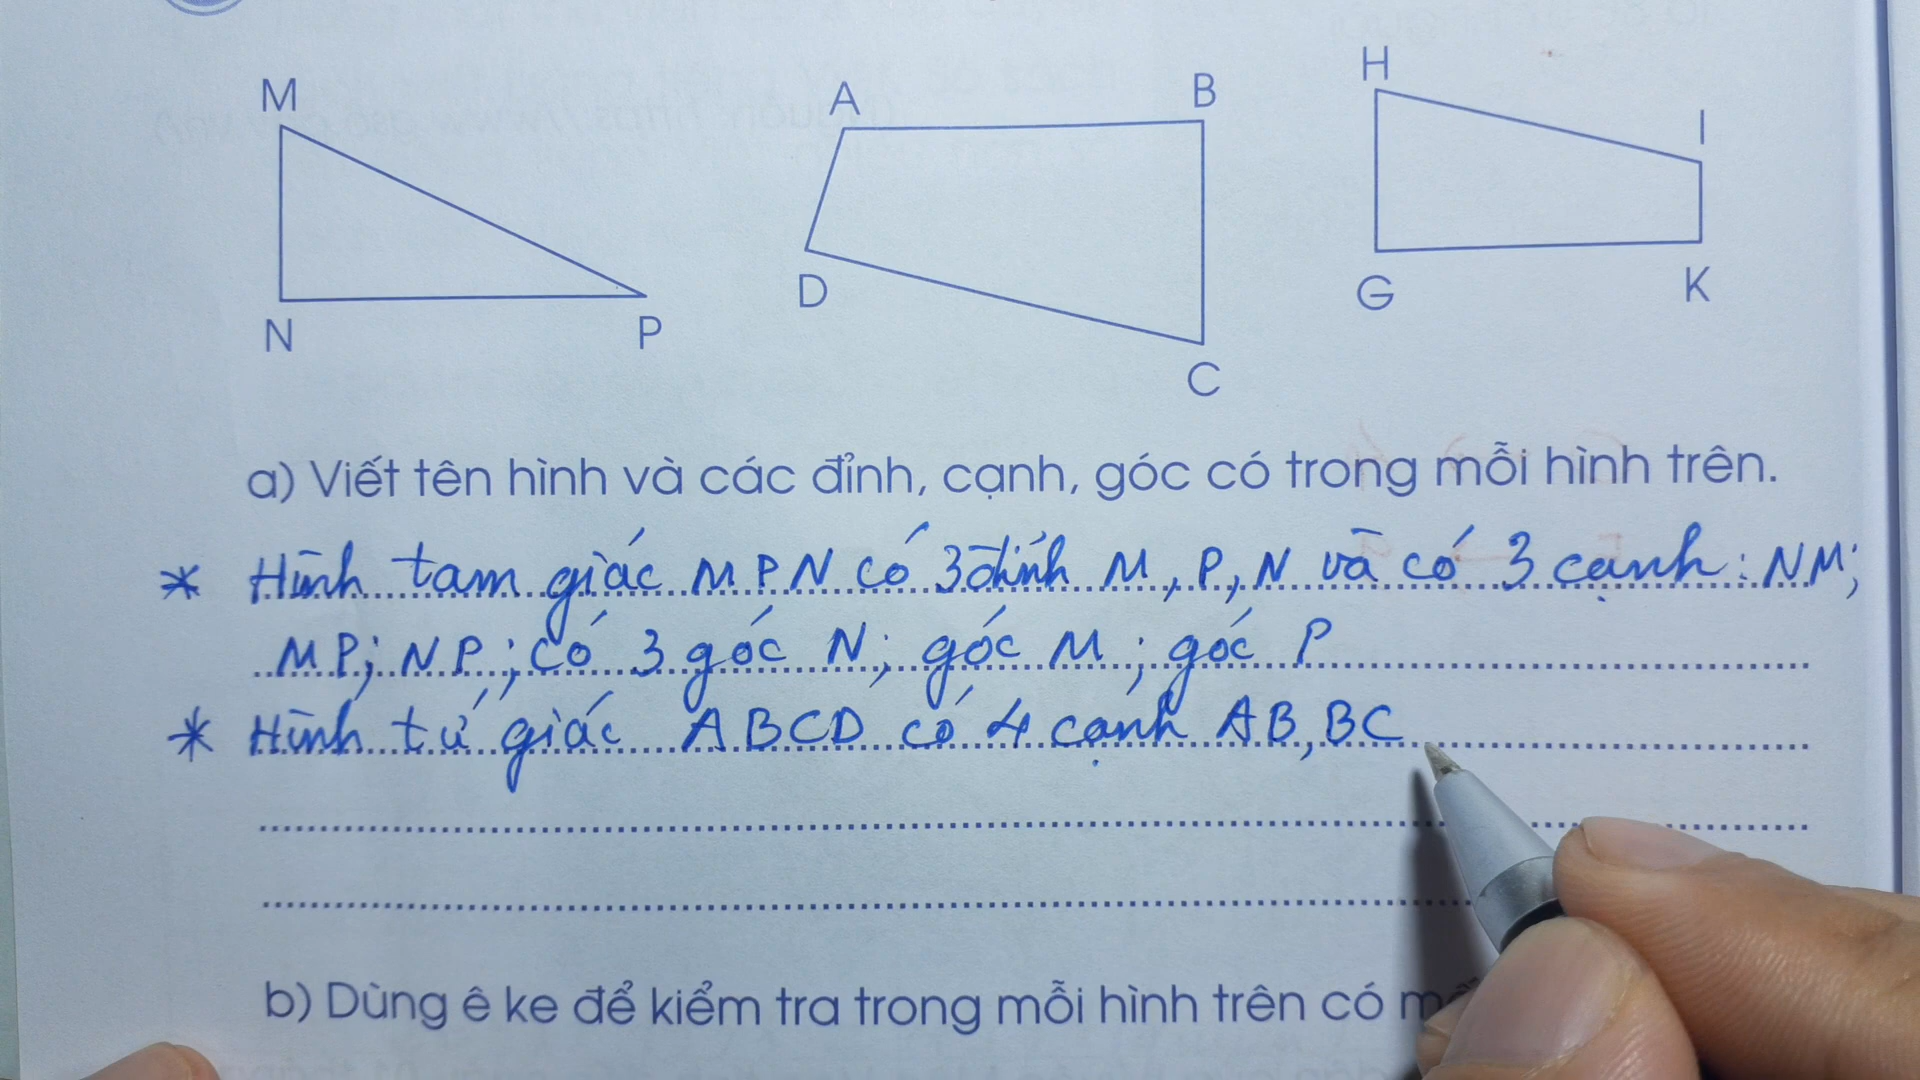 M
A
B
H
I
N
P
D
C
G
K
a) Viết tên hình và các đỉnh, cạnh, góc có trong mỗi hình trên.
* Hình tam giác MPN có 3 đỉnh M, P, N và có 3 cạnh: NM;
MP; NP; có 3 góc N; góc M; góc P
* Hình tứ giác ABCD có 4 cạnh AB, BC
b) Dùng ê ke để kiểm tra trong mỗi hình trên có